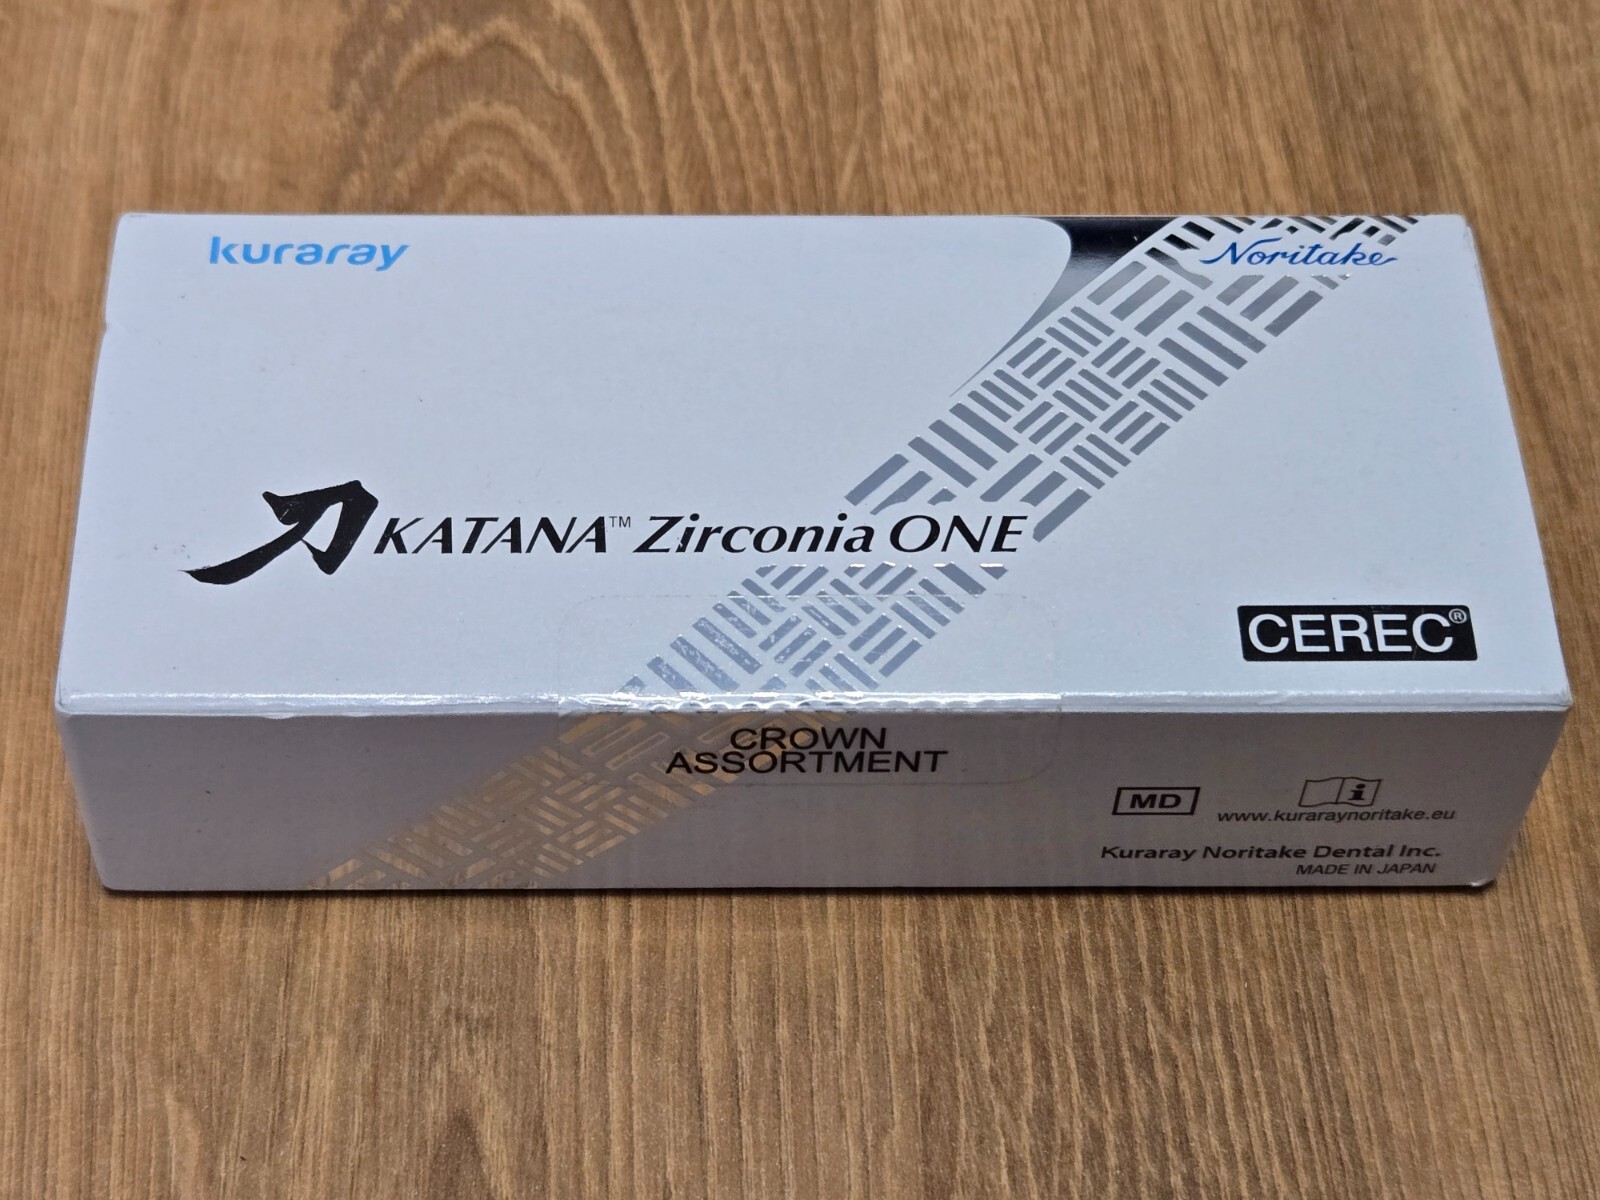 kuraray
Noritake
刀 KATANA™ Zirconia ONE
CEREC®
CROWN
ASSORTMENT
MD
i
www.kuraraynoritake.eu
Kuraray Noritake Dental Inc.
MADE IN JAPAN